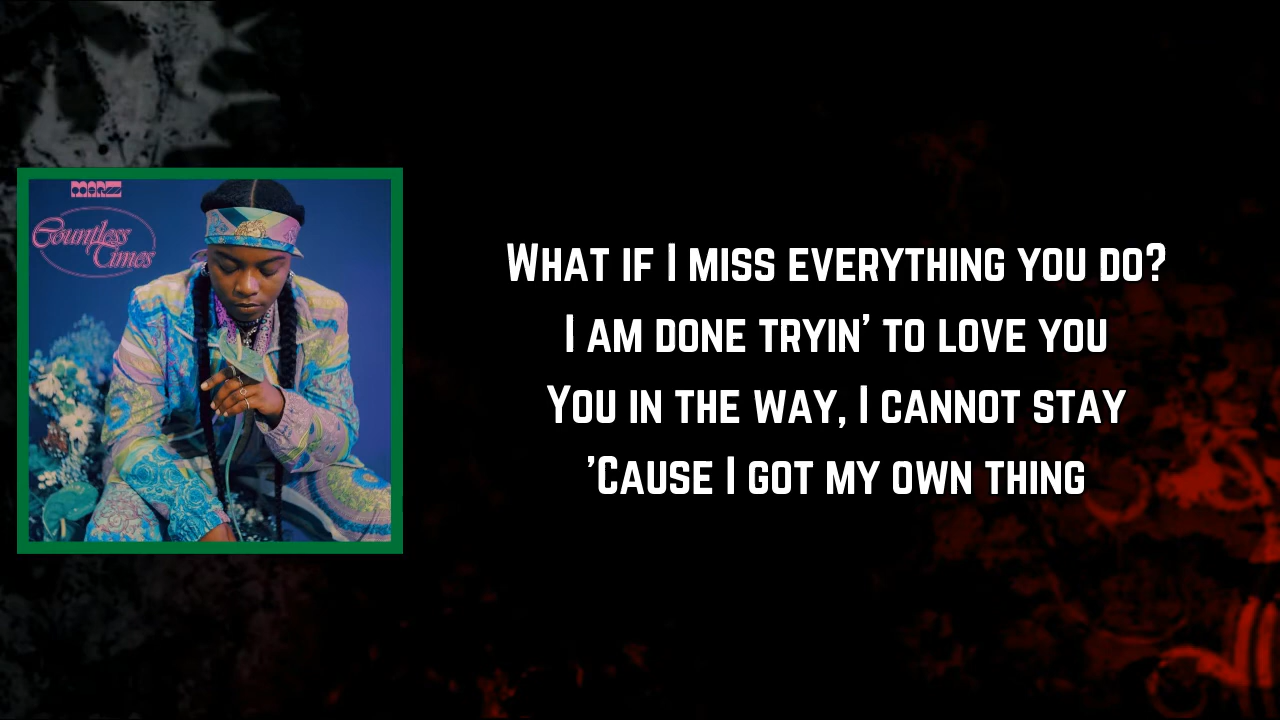 MARZZ
Countless
Times
What if I miss everything you do?
I am done tryin' to love you
You in the way, I cannot stay
'Cause I got my own thing